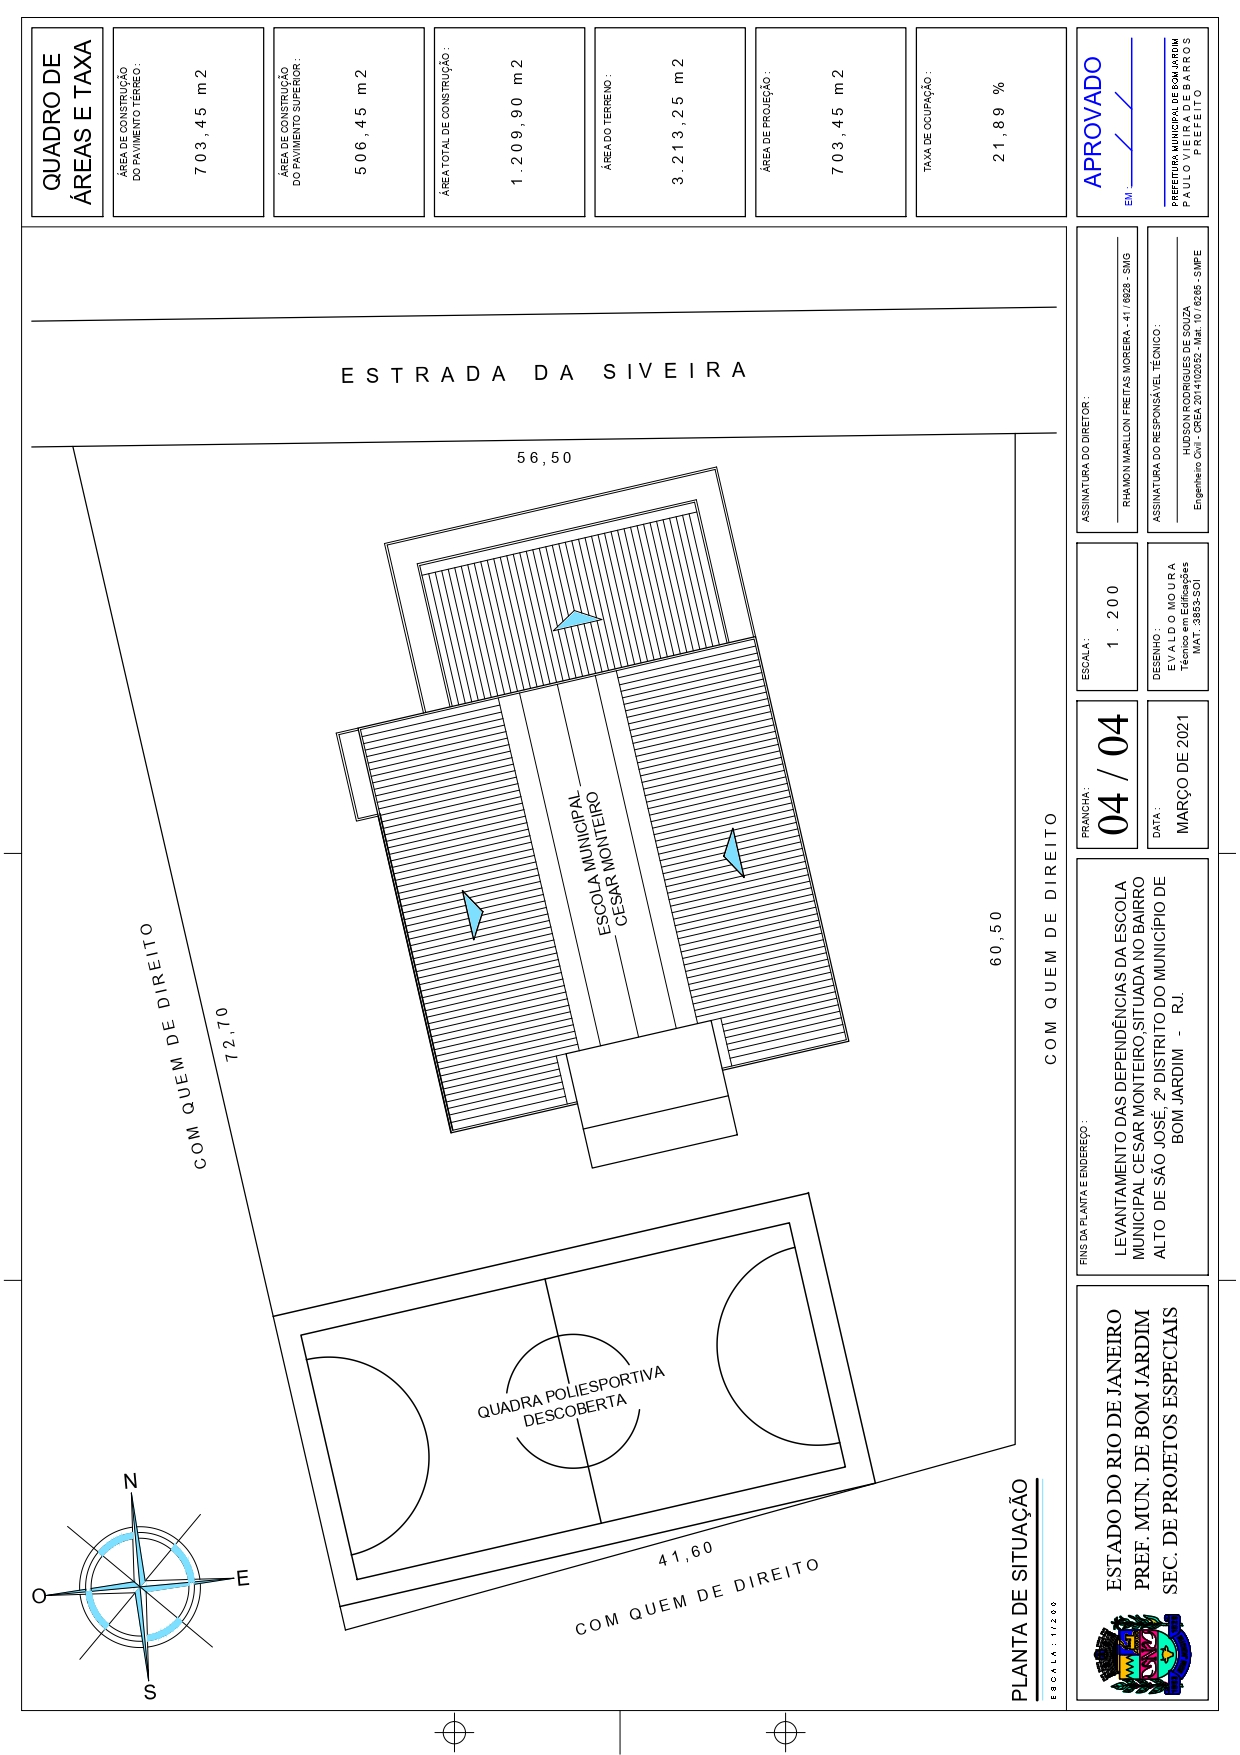 QUADRO DE
ÁREAS E TAXA
ÁREA DE CONSTRUÇÃO
DO PAVIMENTO TÉRREO :
703,45 m2
ÁREA DE CONSTRUÇÃO
DO PAVIMENTO SUPERIOR :
506,45 m2
ÁREA TOTAL DE CONSTRUÇÃO :
1.209,90 m2
ÁREA DO TERRENO :
3.213,25 m2
ÁREA DE PROJEÇÃO :
703,45 m2
TAXA DE OCUPAÇÃO :
21,89 %
APROVADO
EM :
PREFEITURA MUNICIPAL DE BOM JARDIM
PAULO VIEIRA DE BARROS
PREFEITO
ESTRADA DA SIVEIRA
56,50
ESCOLA MUNICIPAL
CESAR MONTEIRO
COM QUEM DE DIREITO
72,70
60,50
COM QUEM DE DIREITO
QUADRA POLIESPORTIVA
DESCOBERTA
41,60
COM QUEM DE DIREITO
N
O
E
S
PLANTA DE SITUAÇÃO
ESCALA : 1/200
ASSINATURA DO DIRETOR :
RHAMON MARLLON FREITAS MOREIRA - 41 / 6928 - SMG
ASSINATURA DO RESPONSÁVEL TÉCNICO :
HUDSON RODRIGUES DE SOUZA
Engenheiro Civil - CREA 2014102052 - Mat. 10 / 6265 - SMPE
ESCALA :
1 . 200
DESENHO :
EVALDO MOURA
Técnico em Edificações
MAT. :3853-SOI
PRANCHA :
04 / 04
DATA :
MARÇO DE 2021
FINS DA PLANTA E ENDEREÇO :
LEVANTAMENTO DAS DEPENDÊNCIAS DA ESCOLA
MUNICIPAL CESAR MONTEIRO,SITUADA NO BAIRRO
ALTO DE SÃO JOSÉ, 2º DISTRITO DO MUNICÍPIO DE
BOM JARDIM - RJ.
ESTADO DO RIO DE JANEIRO
PREF. MUN. DE BOM JARDIM
SEC. DE PROJETOS ESPECIAIS